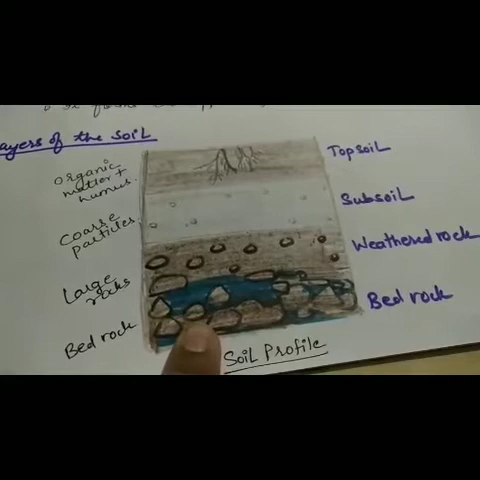 ayers of the soil
organic
matter +
humus
coarse
particles
Large
rocks
Bed rock
Topsoil
Subsoil
Weathered rock
Bed rock
Soil Profile